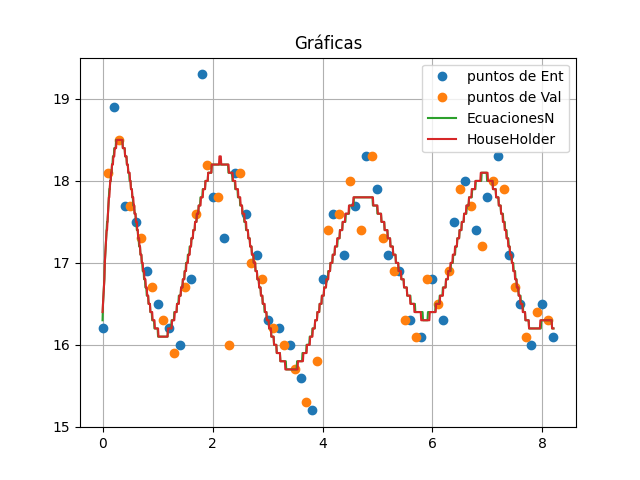 Gráficas
puntos de Ent
puntos de Val
EcuacionesN
HouseHolder
19
18
17
16
15
0
2
4
6
8